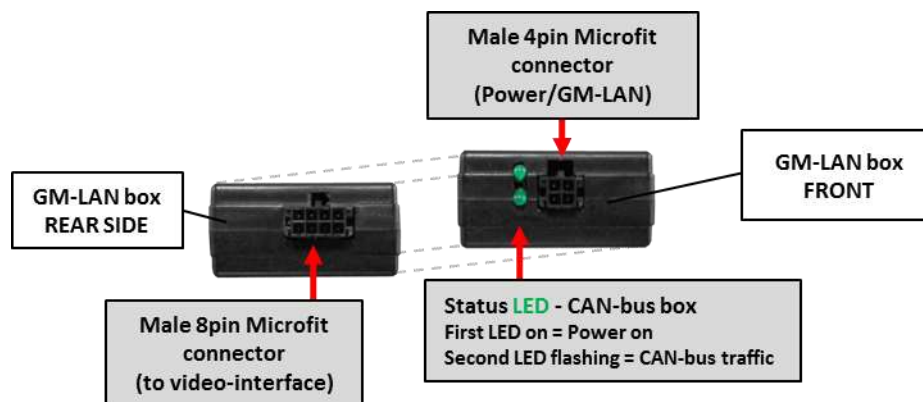 Male 4pin Microfit
connector
(Power/GM-LAN)
GM-LAN box
FRONT
GM-LAN box
REAR SIDE
Male 8pin Microfit
connector
(to video-interface)
Status LED - CAN-bus box
First LED on = Power on
Second LED flashing = CAN-bus traffic